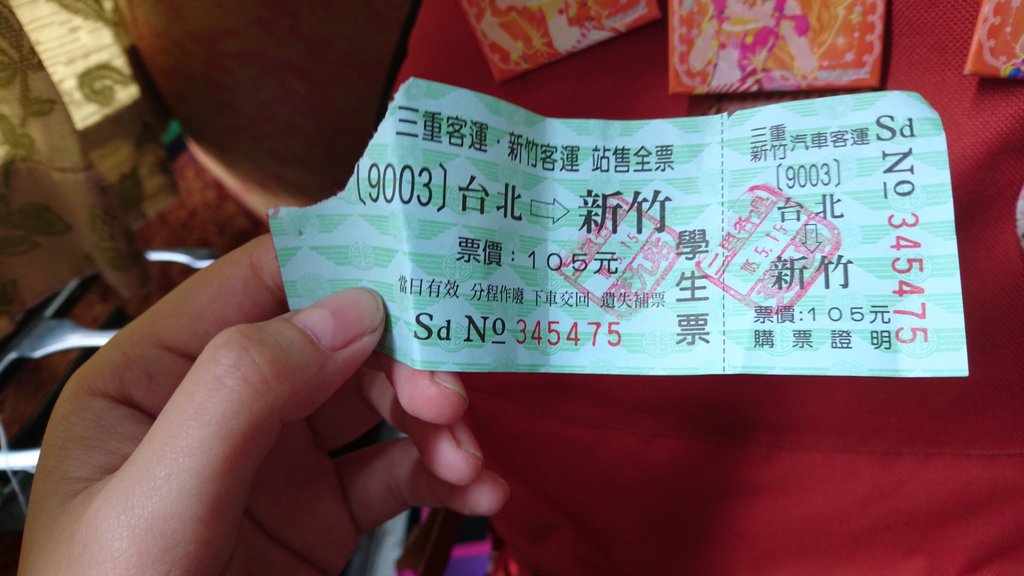 三重客運・新竹客運 站售全票
〔9003〕台北⇨新竹
票價：105元
學生票
當日有效 分程作廢 下車交回 遺失補票
Sd № 345475
三重
新竹 汽車客運
〔9003〕
台北
⇩
新竹
票價:105元
購票證明
Sd № 345475